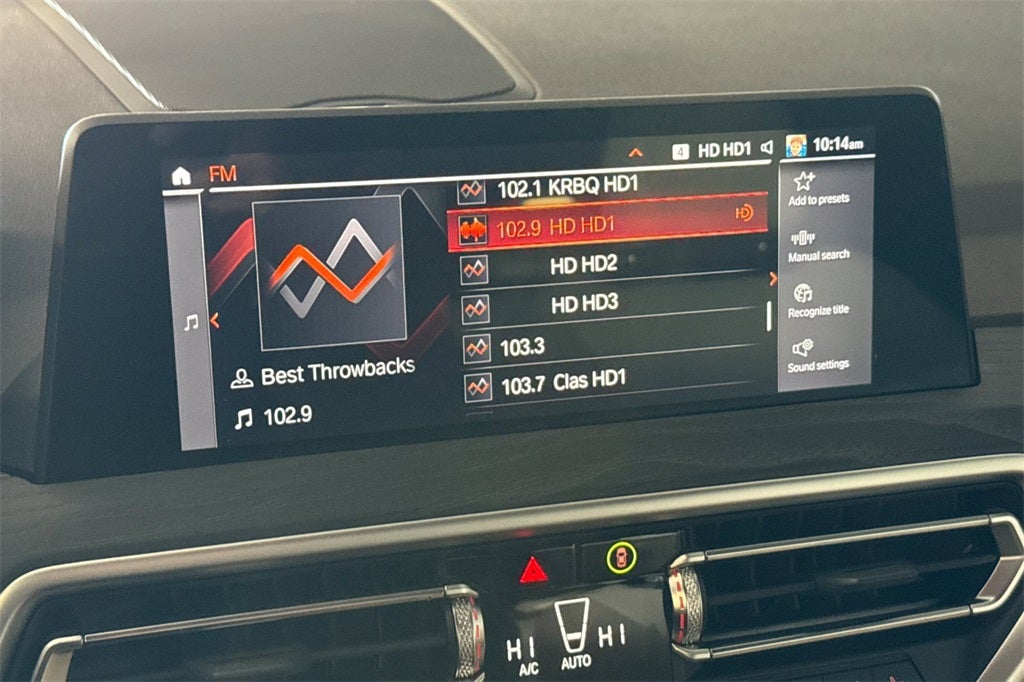 FM
4 HD HD1
10:14am
102.1 KRBQ HD1
102.9 HD HD1
HD HD2
HD HD3
103.3
103.7 Clas HD1
Best Throwbacks
102.9
Add to presets
Manual search
Recognize title
Sound settings
HI
A/C
AUTO
HI